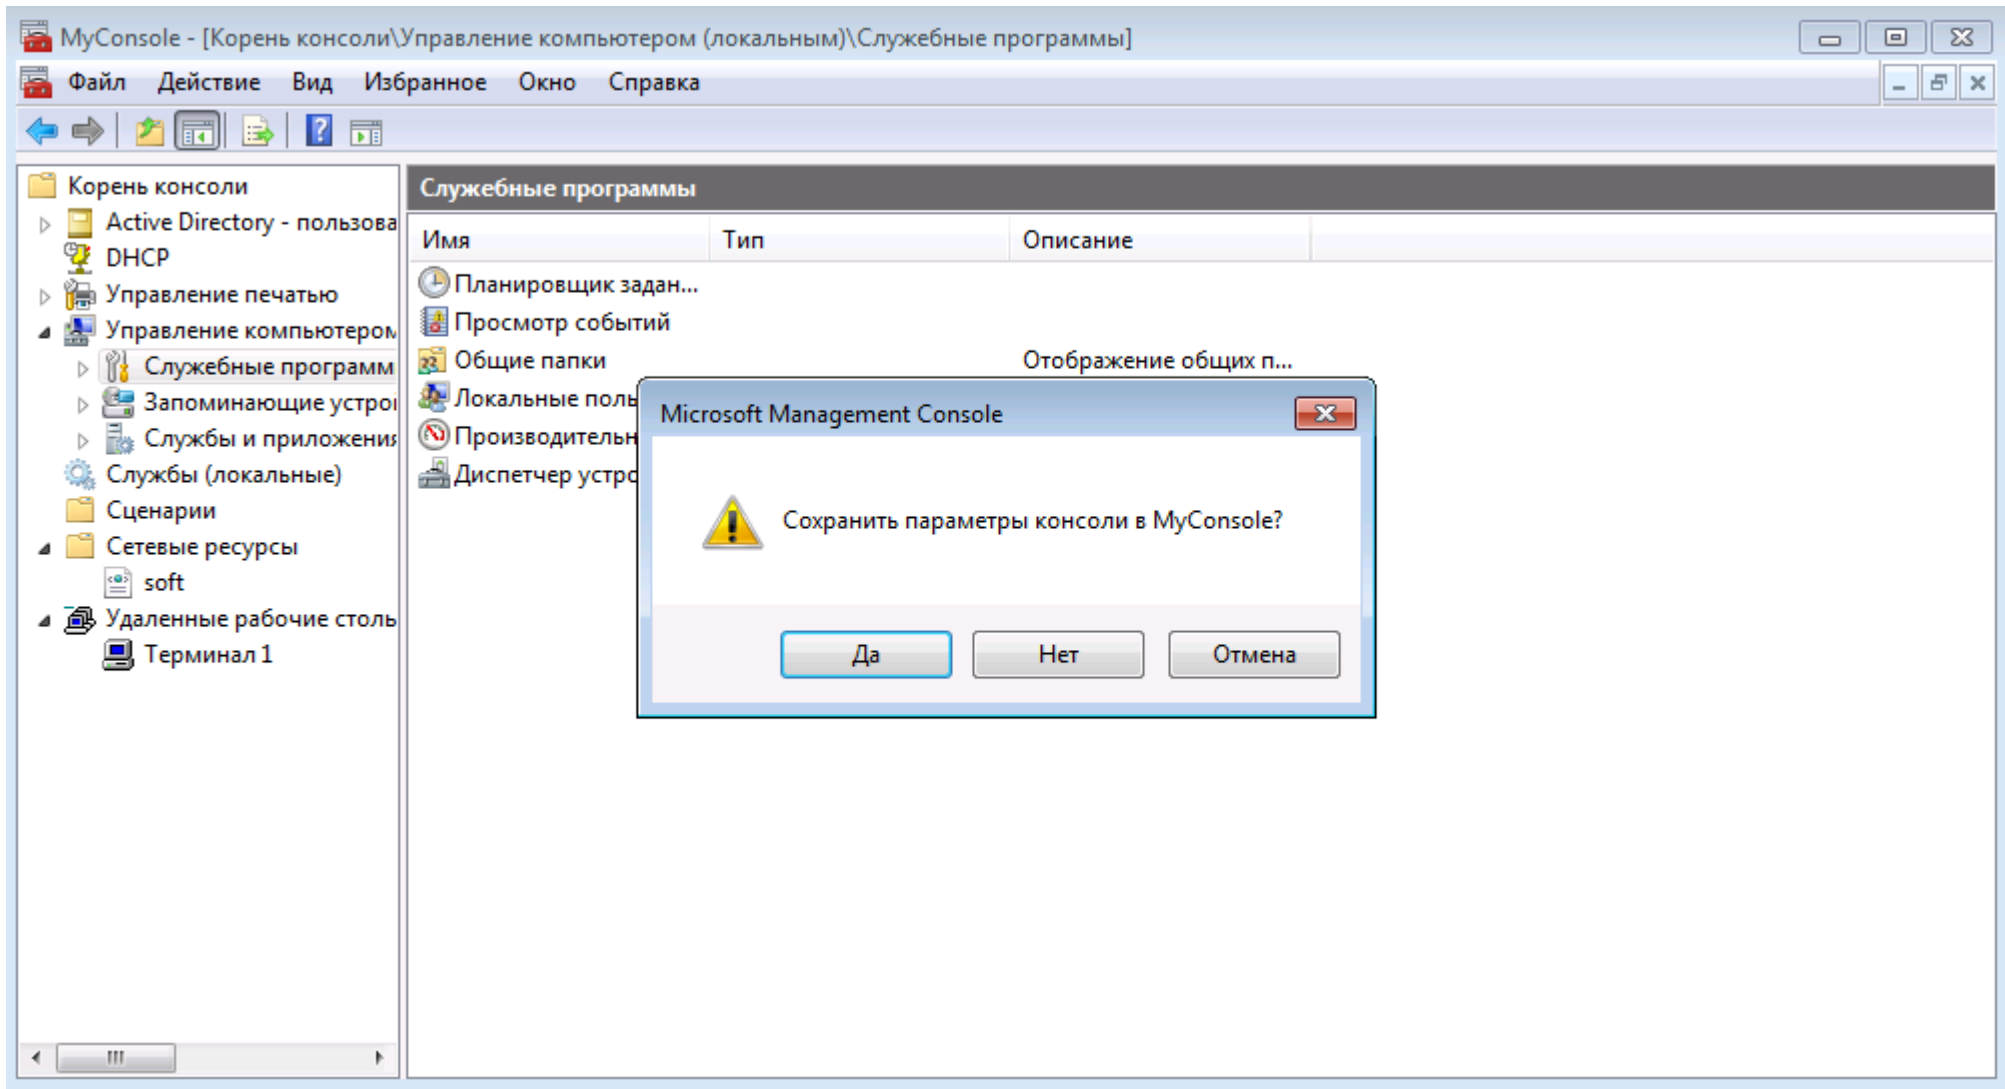 MyConsole - [Корень консоли\Управление компьютером (локальным)\Служебные программы]
Файл Действие Вид Избранное Окно Справка
Корень консоли
Active Directory - пользова
DHCP
Управление печатью
Управление компьютером
Служебные программ
Запоминающие устро
Службы и приложения
Службы (локальные)
Сценарии
Сетевые ресурсы
soft
Удаленные рабочие столы
Терминал 1
Служебные программы
Имя Тип Описание
Планировщик задан...
Просмотр событий
Общие папки Отображение общих п...
Локальные поль
Производительн
Диспетчер устро
Microsoft Management Console
Сохранить параметры консоли в MyConsole?
Да Нет Отмена